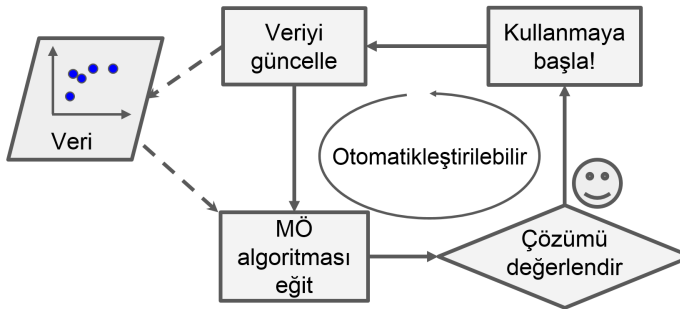 Veriyi
güncelle
Kullanmaya
başla!
Veri
Otomatikleştirilebilir
MÖ
algoritması
eğit
Çözümü
değerlendir